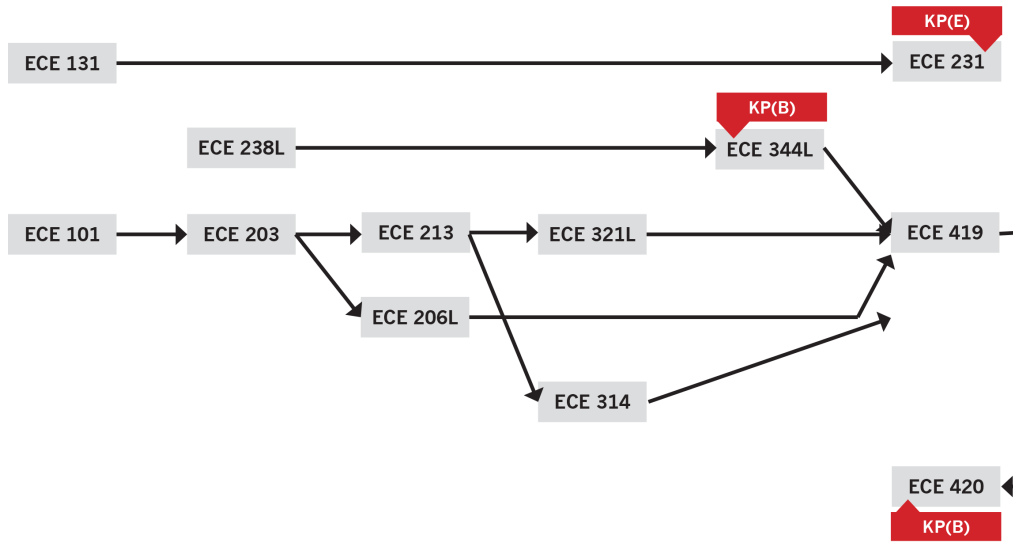 KP(E)
ECE 131
ECE 231
KP(B)
ECE 238L
ECE 344L
ECE 101
ECE 203
ECE 213
ECE 321L
ECE 419
ECE 206L
ECE 314
ECE 420
KP(B)